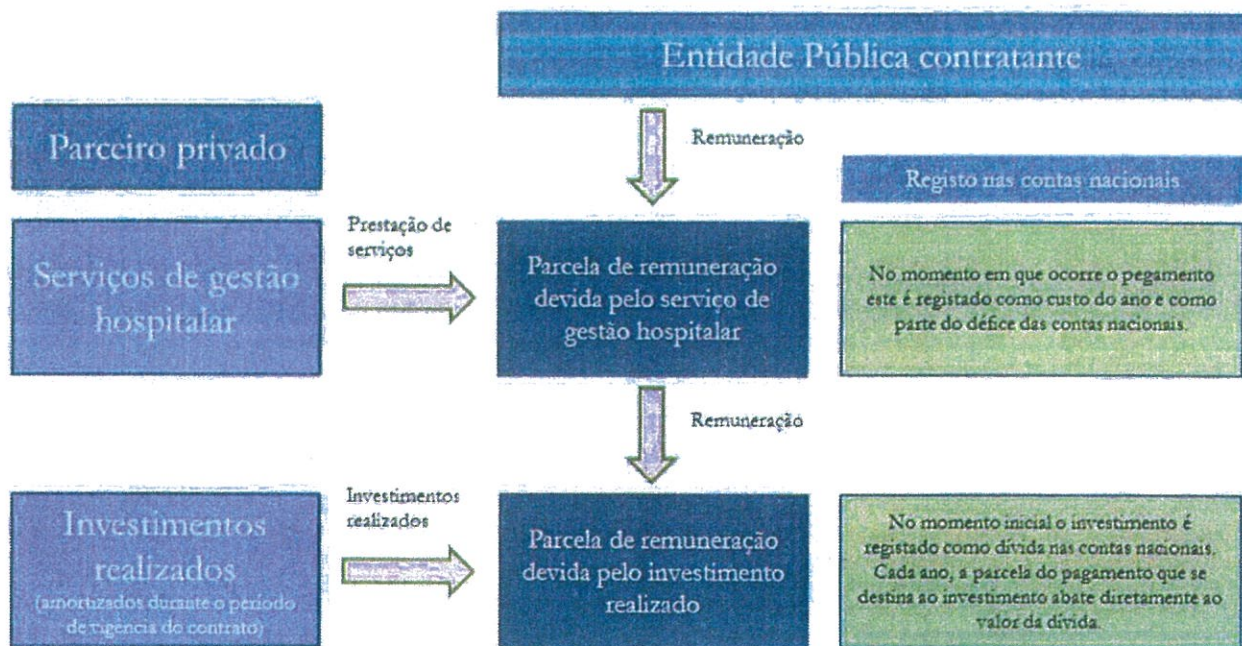 Entidade Pública contratante
Parceiro privado
Remuneração
Registo nas contas nacionais
Serviços de gestão
hospitalar
Prestação de
serviços
Parcela de remuneração
devida pelo serviço de
gestão hospitalar
No momento em que ocorre o pegamento
este é registado como custo do ano e como
parte do défice das contas nacionais.
Remuneração
Investimentos
realizados
(amortizados durante o período
de vigência do contrato)
Investimentos
realizados
Parcela de remuneração
devida pelo investimento
realizado
No momento inicial o investimento é
registado como dívida nas contas nacionais.
Cada ano, a parcela do pagamento que se
destina ao investimento abate diretamente ao
valor da dívida.